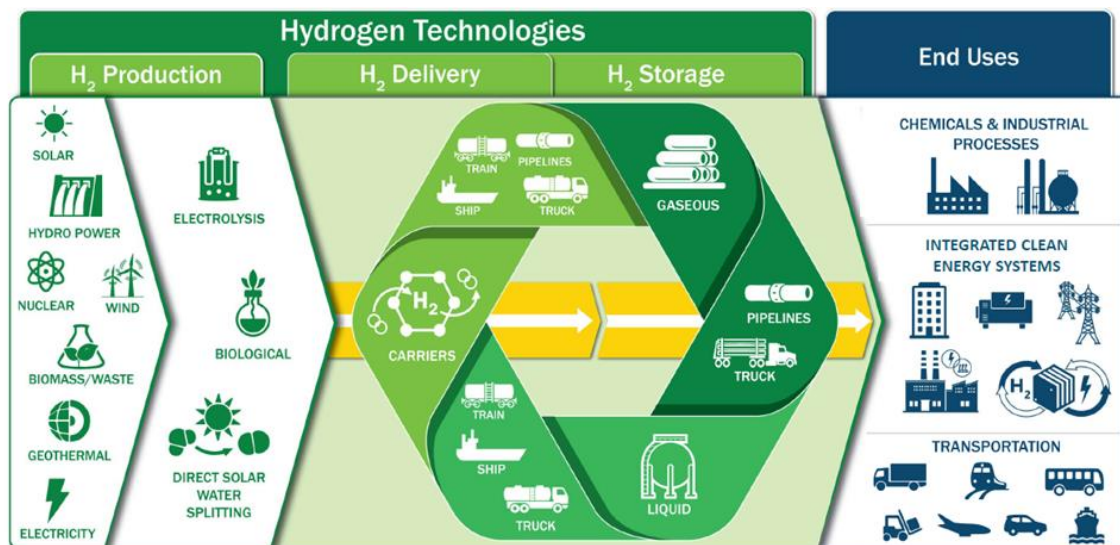 Hydrogen Technologies
H₂ Production
H₂ Delivery
H₂ Storage
End Uses
SOLAR
HYDRO POWER
NUCLEAR
WIND
BIOMASS/WASTE
GEOTHERMAL
ELECTRICITY
ELECTROLYSIS
BIOLOGICAL
DIRECT SOLAR
WATER
SPLITTING
TRAIN
PIPELINES
SHIP
TRUCK
H₂
CARRIERS
TRAIN
SHIP
TRUCK
GASEOUS
PIPELINES
TRUCK
LIQUID
CHEMICALS & INDUSTRIAL
PROCESSES
INTEGRATED CLEAN
ENERGY SYSTEMS
H₂
TRANSPORTATION